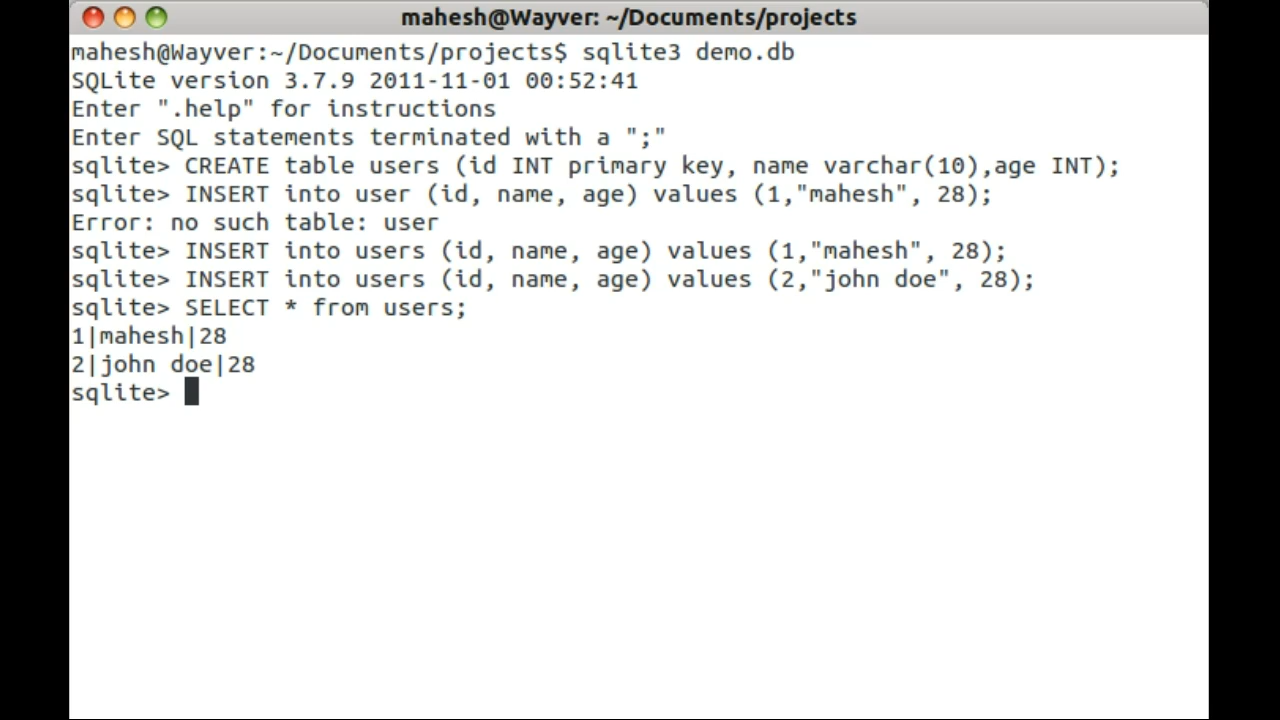 mahesh@Wayver: ~/Documents/projects
mahesh@Wayver:~/Documents/projects$ sqlite3 demo.db
SQLite version 3.7.9 2011-11-01 00:52:41
Enter ".help" for instructions
Enter SQL statements terminated with a ";"
sqlite> CREATE table users (id INT primary key, name varchar(10),age INT);
sqlite> INSERT into user (id, name, age) values (1,"mahesh", 28);
Error: no such table: user
sqlite> INSERT into users (id, name, age) values (1,"mahesh", 28);
sqlite> INSERT into users (id, name, age) values (2,"john doe", 28);
sqlite> SELECT * from users;
1|mahesh|28
2|john doe|28
sqlite>